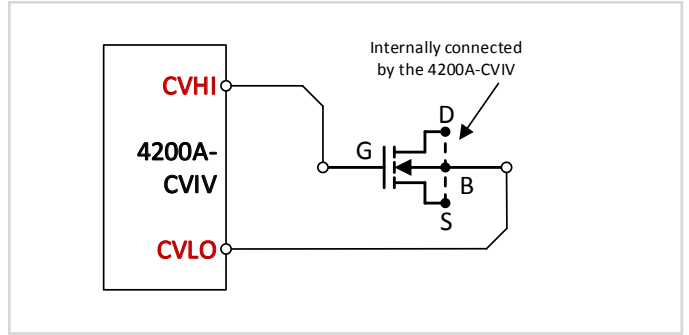 Internally connected
by the 4200A-CVIV
CVHI
D
G
4200A-
CVIV
B
S
CVLO